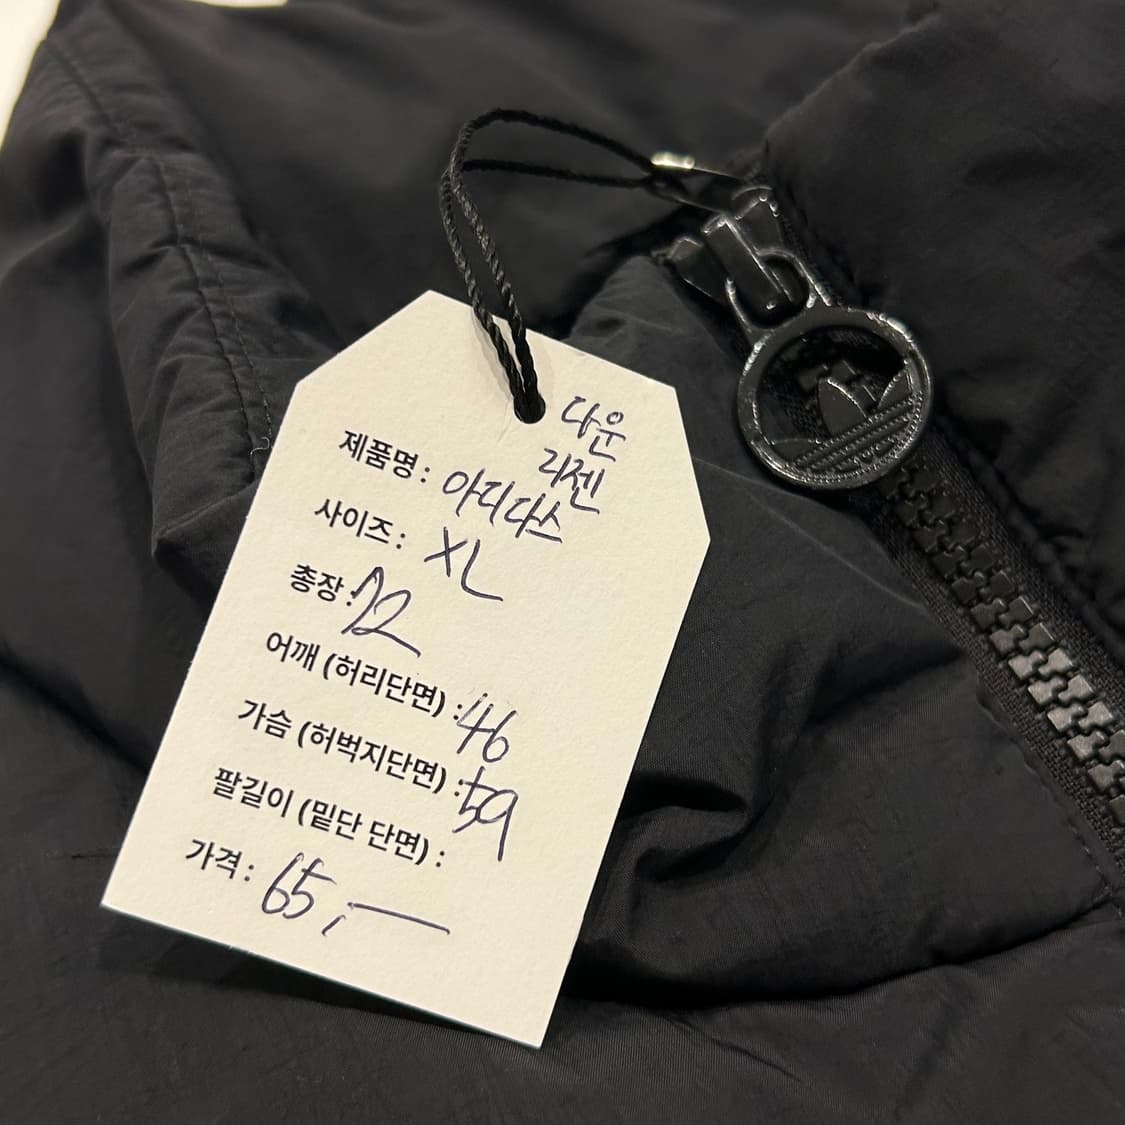 다운
리젠
제품명 : 아디다스
사이즈 : XL
총장 : 72
어깨 (허리단면) : 46
가슴 (허벅지단면) : 59
팔길이 (밑단 단면) :
가격 : 65,—